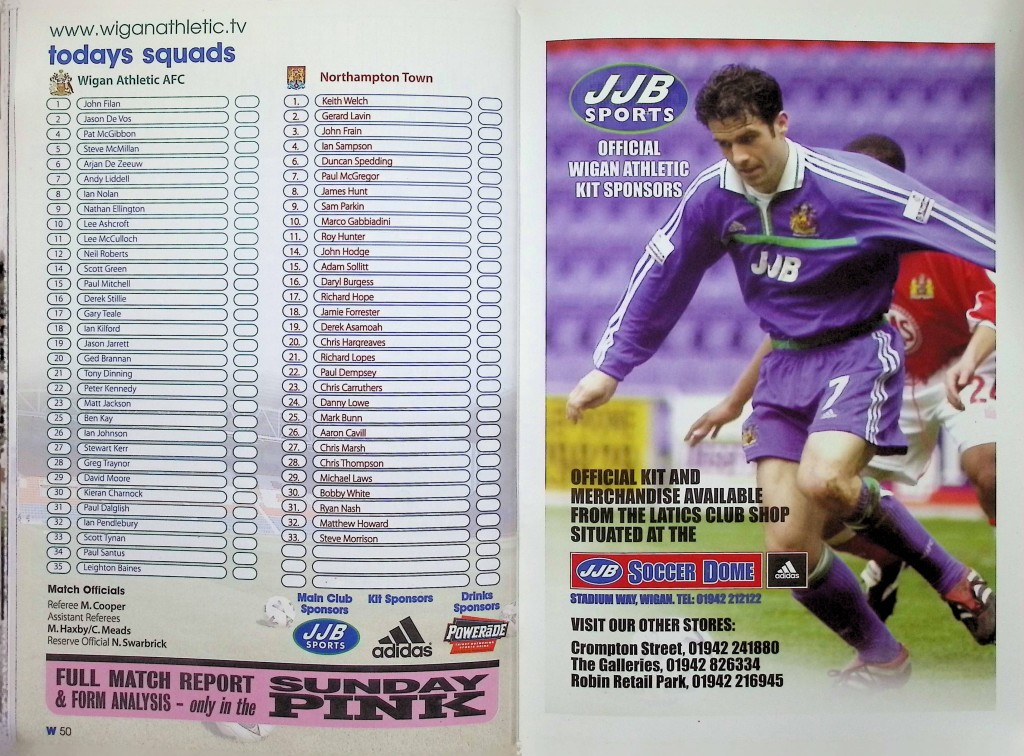 www.wiganathletic.tv
todays squads
Wigan Athletic AFC
1 John Filan
2 Jason De Vos
4 Pat McGibbon
5 Steve McMillan
6 Arjan De Zeeuw
7 Andy Liddell
8 Ian Nolan
9 Nathan Ellington
10 Lee Ashcroft
11 Lee McCulloch
12 Neil Roberts
14 Scott Green
15 Paul Mitchell
16 Derek Stillie
17 Gary Teale
18 Ian Kilford
19 Jason Jarrett
20 Ged Brannan
21 Tony Dinning
22 Peter Kennedy
23 Matt Jackson
25 Ben Kay
26 Ian Johnson
27 Stewart Kerr
28 Greg Traynor
29 David Moore
30 Kieran Charnock
31 Paul Dalglish
32 Ian Pendlebury
33 Scott Tynan
34 Paul Santus
35 Leighton Baines
Northampton Town
1. Keith Welch
2. Gerard Lavin
3. John Frain
4. Ian Sampson
6. Duncan Spedding
7. Paul McGregor
8. James Hunt
9. Sam Parkin
10. Marco Gabbiadini
11. Roy Hunter
14. John Hodge
15. Adam Sollitt
16. Daryl Burgess
17. Richard Hope
18. Jamie Forrester
19. Derek Asamoah
20. Chris Hargreaves
21. Richard Lopes
22. Paul Dempsey
23. Chris Carruthers
24. Danny Lowe
25. Mark Bunn
26. Aaron Cavill
27. Chris Marsh
28. Chris Thompson
29. Michael Laws
30. Bobby White
31. Ryan Nash
32. Matthew Howard
33. Steve Morrison
Match Officials
Referee M. Cooper
Assistant Referees
M. Haxby/C. Meads
Reserve Official N. Swarbrick
Main Club
Sponsors
JJB
SPORTS
Kit Sponsors
adidas
Drinks
Sponsors
POWERADE
FULL MATCH REPORT
& FORM ANALYSIS - only in the
SUNDAY
PINK
W 50
JJB
SPORTS
OFFICIAL
WIGAN ATHLETIC
KIT SPONSORS
JJB
7
OFFICIAL KIT AND
MERCHANDISE AVAILABLE
FROM THE LATICS CLUB SHOP
SITUATED AT THE
JJB SOCCER DOME
adidas
STADIUM WAY, WIGAN. TEL: 01942 212122
VISIT OUR OTHER STORES:
Crompton Street, 01942 241880
The Galleries, 01942 826334
Robin Retail Park, 01942 216945